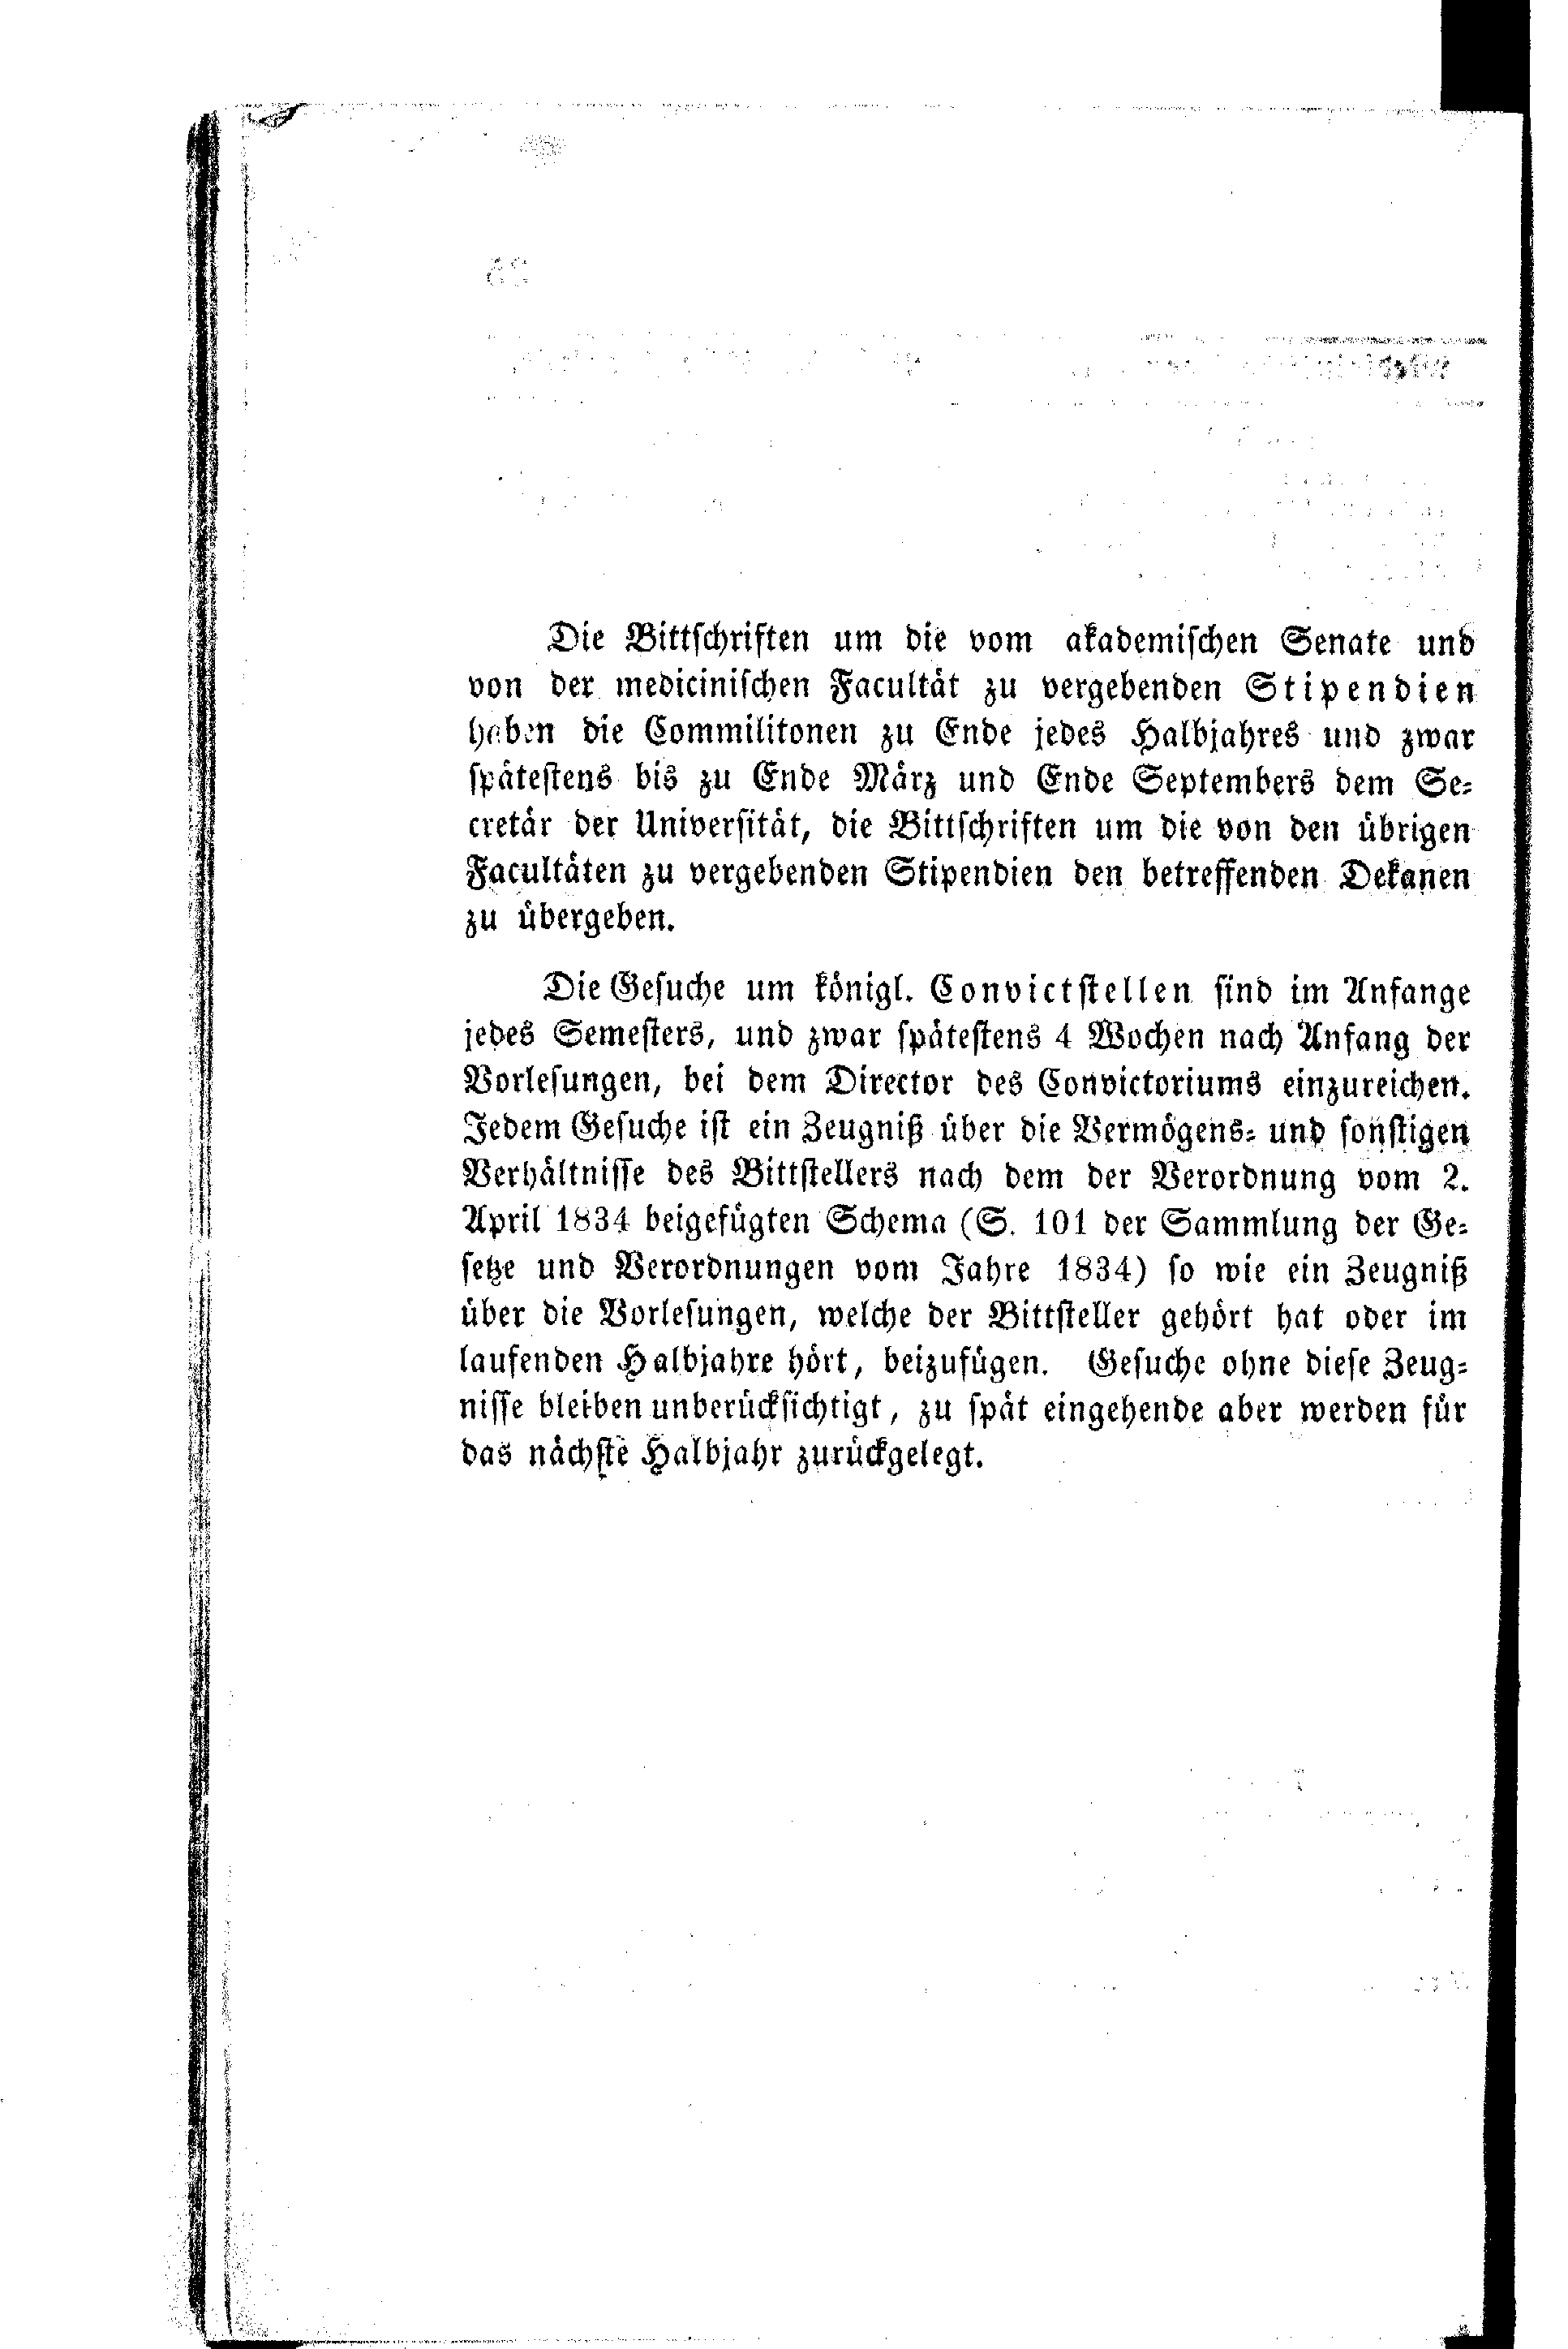 Die Bittschriften um die vom akademischen Senate und
von der medicinischen Facultät zu vergebenden Stipendien
haben die Commilitonen zu Ende jedes Halbjahres und zwar
spätestens bis zu Ende März und Ende Septembers dem Se-
cretär der Universität, die Bittschriften um die von den übrigen
Facultäten zu vergebenden Stipendien den betreffenden Dekanen
zu übergeben.
Die Gesuche um königl. Convictstellen sind im Anfange
jedes Semesters, und zwar spätestens 4 Wochen nach Anfang der
Vorlesungen, bei dem Director des Convictoriums einzureichen.
Jedem Gesuche ist ein Zeugniß über die Vermögens- und sonstigen
Verhältnisse des Bittstellers nach dem der Verordnung vom 2.
April 1834 beigefügten Schema (S. 101 der Sammlung der Ge-
setze und Verordnungen vom Jahre 1834) so wie ein Zeugniß
über die Vorlesungen, welche der Bittsteller gehört hat oder im
laufenden Halbjahre hört, beizufügen. Gesuche ohne diese Zeug-
nisse bleiben unberücksichtigt, zu spät eingehende aber werden für
das nächste Halbjahr zurückgelegt.